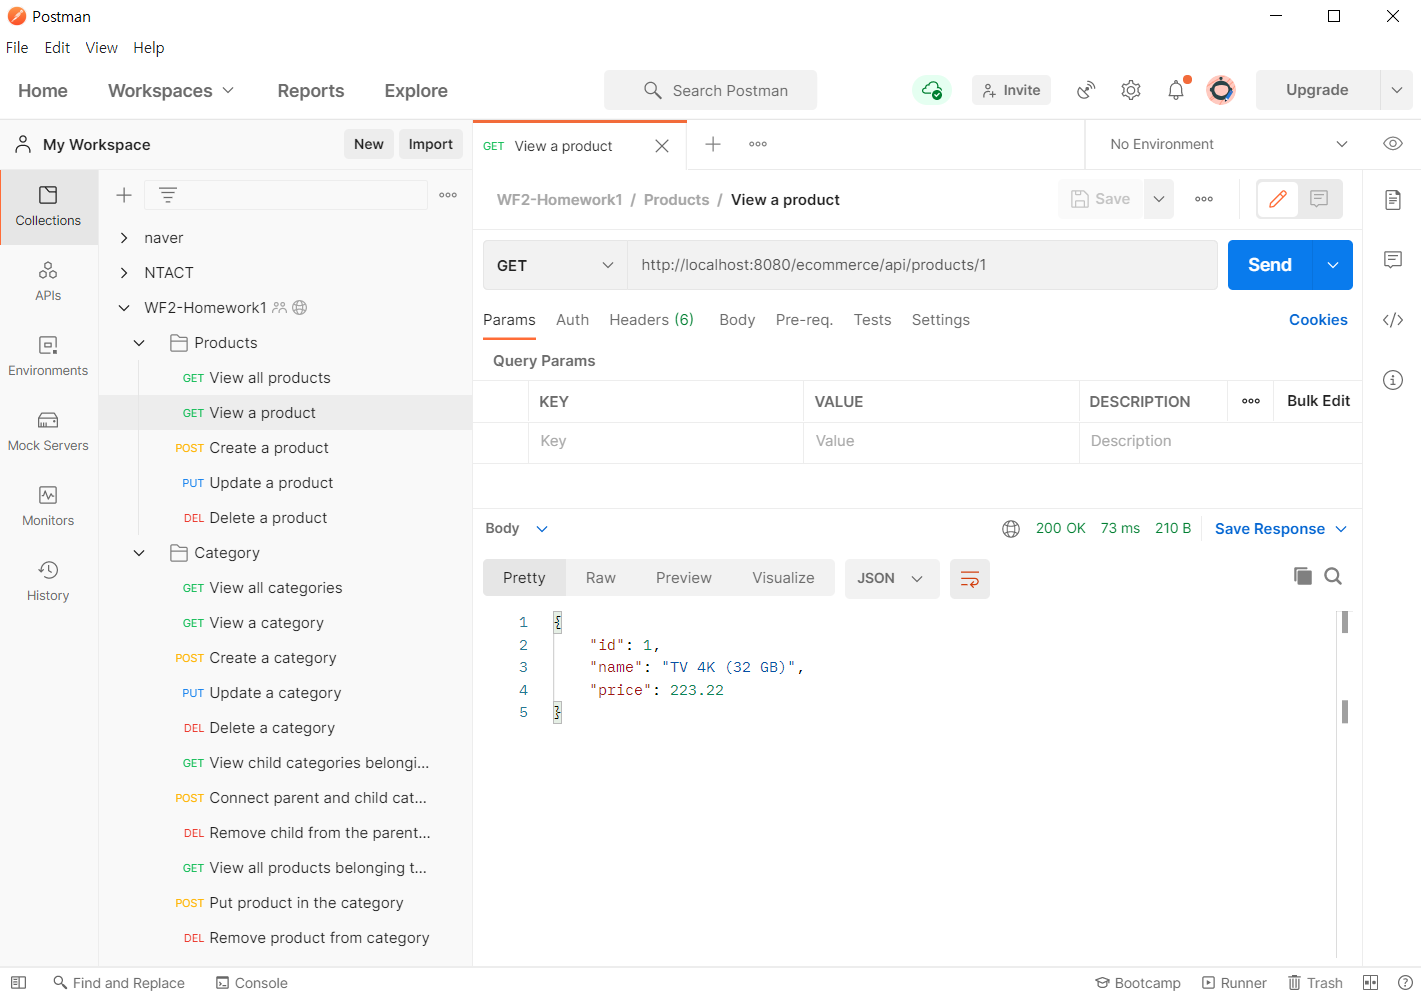 Postman
File Edit View Help
Home Workspaces Reports Explore Search Postman Invite Upgrade
My Workspace New Import
GET View a product No Environment
Collections
APIs
Environments
Mock Servers
Monitors
History
naver
NTACT
WF2-Homework1
Products
GET View all products
GET View a product
POST Create a product
PUT Update a product
DEL Delete a product
Category
GET View all categories
GET View a category
POST Create a category
PUT Update a category
DEL Delete a category
GET View child categories belongi...
POST Connect parent and child cat...
DEL Remove child from the parent...
GET View all products belonging t...
POST Put product in the category
DEL Remove product from category
WF2-Homework1 / Products / View a product Save
GET http://localhost:8080/ecommerce/api/products/1 Send
Params Auth Headers (6) Body Pre-req. Tests Settings Cookies
Query Params
KEY VALUE DESCRIPTION Bulk Edit
Key Value Description
Body 200 OK 73 ms 210 B Save Response
Pretty Raw Preview Visualize JSON
1 {
2 "id": 1,
3 "name": "TV 4K (32 GB)",
4 "price": 223.22
5 }
Find and Replace Console Bootcamp Runner Trash